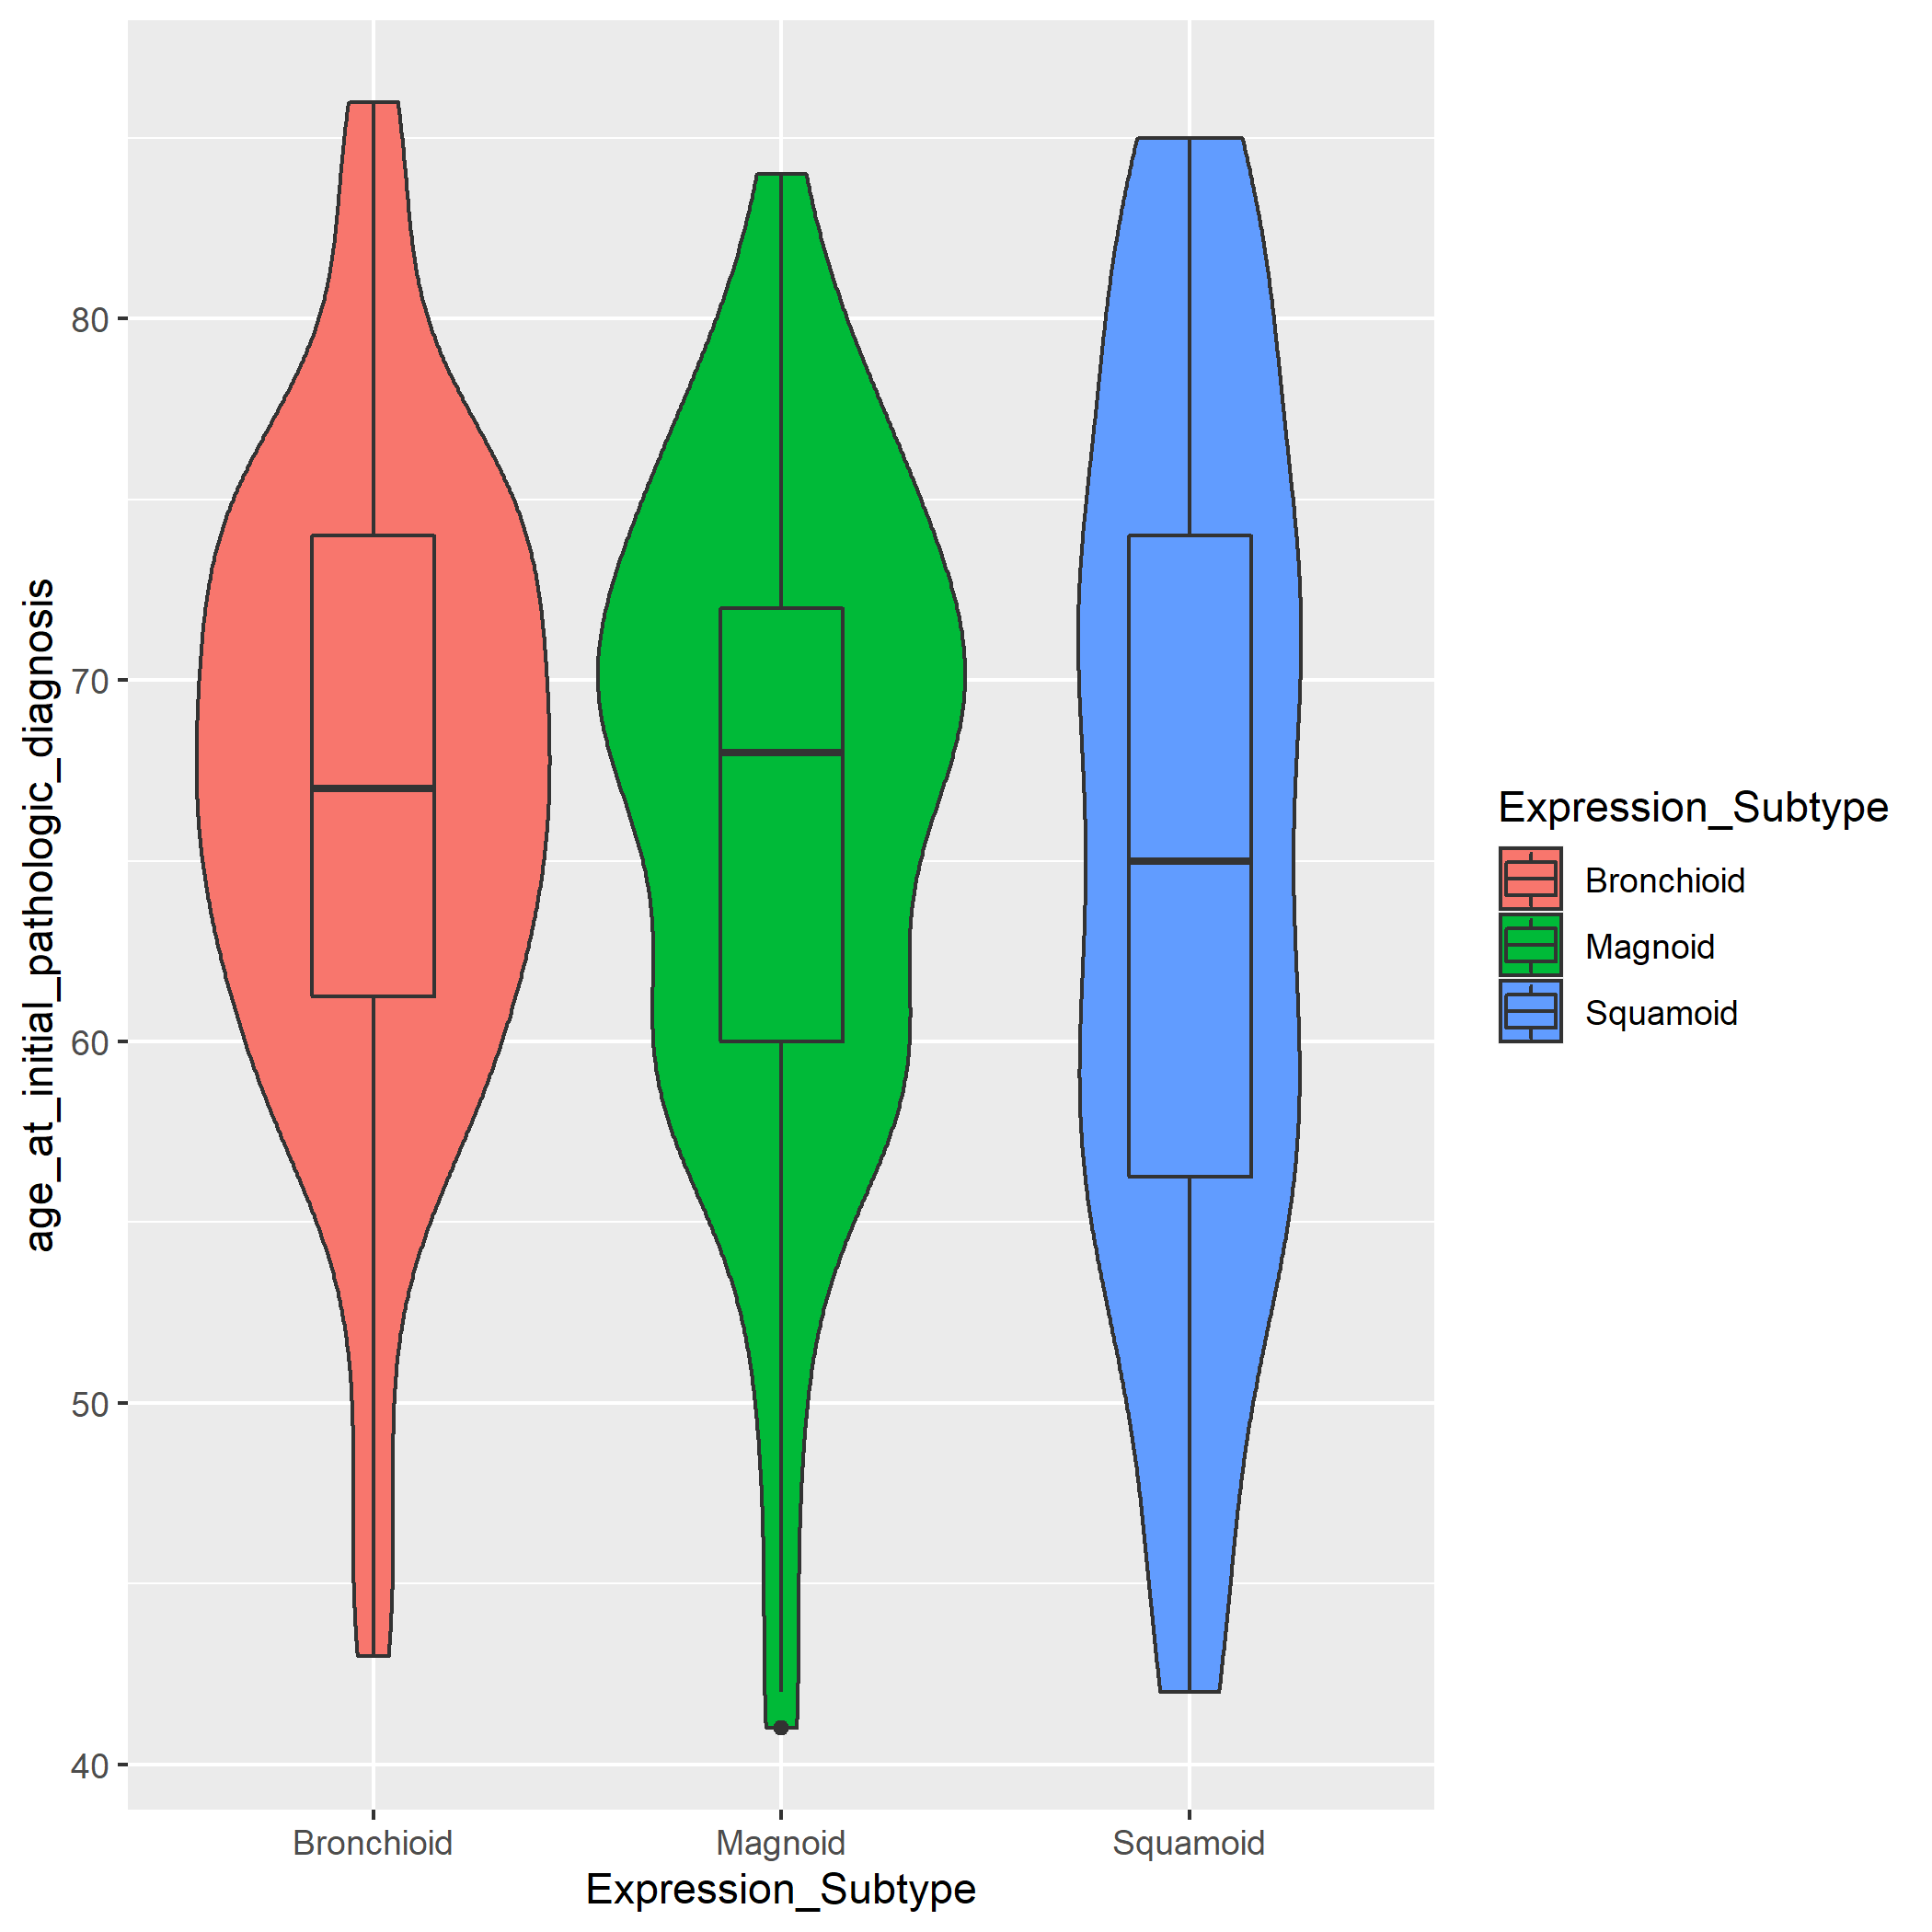 age_at_initial_pathologic_diagnosis
80
70
60
50
40
Bronchioid
Magnoid
Squamoid
Expression_Subtype
Expression_Subtype
Bronchioid
Magnoid
Squamoid